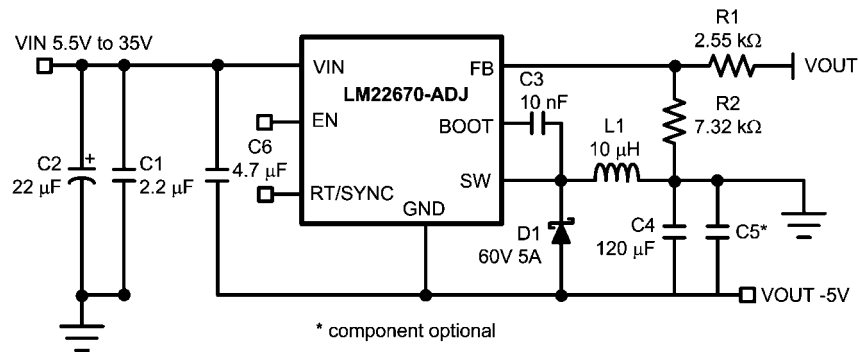 VIN 5.5V to 35V
VIN
FB
LM22670-ADJ
EN
BOOT
RT/SYNC
SW
GND
R1
2.55 kΩ
VOUT
C3
10 nF
R2
7.32 kΩ
L1
10 μH
C2
+
22 μF
C1
2.2 μF
C6
4.7 μF
D1
60V 5A
C4
120 μF
C5*
VOUT -5V
* component optional